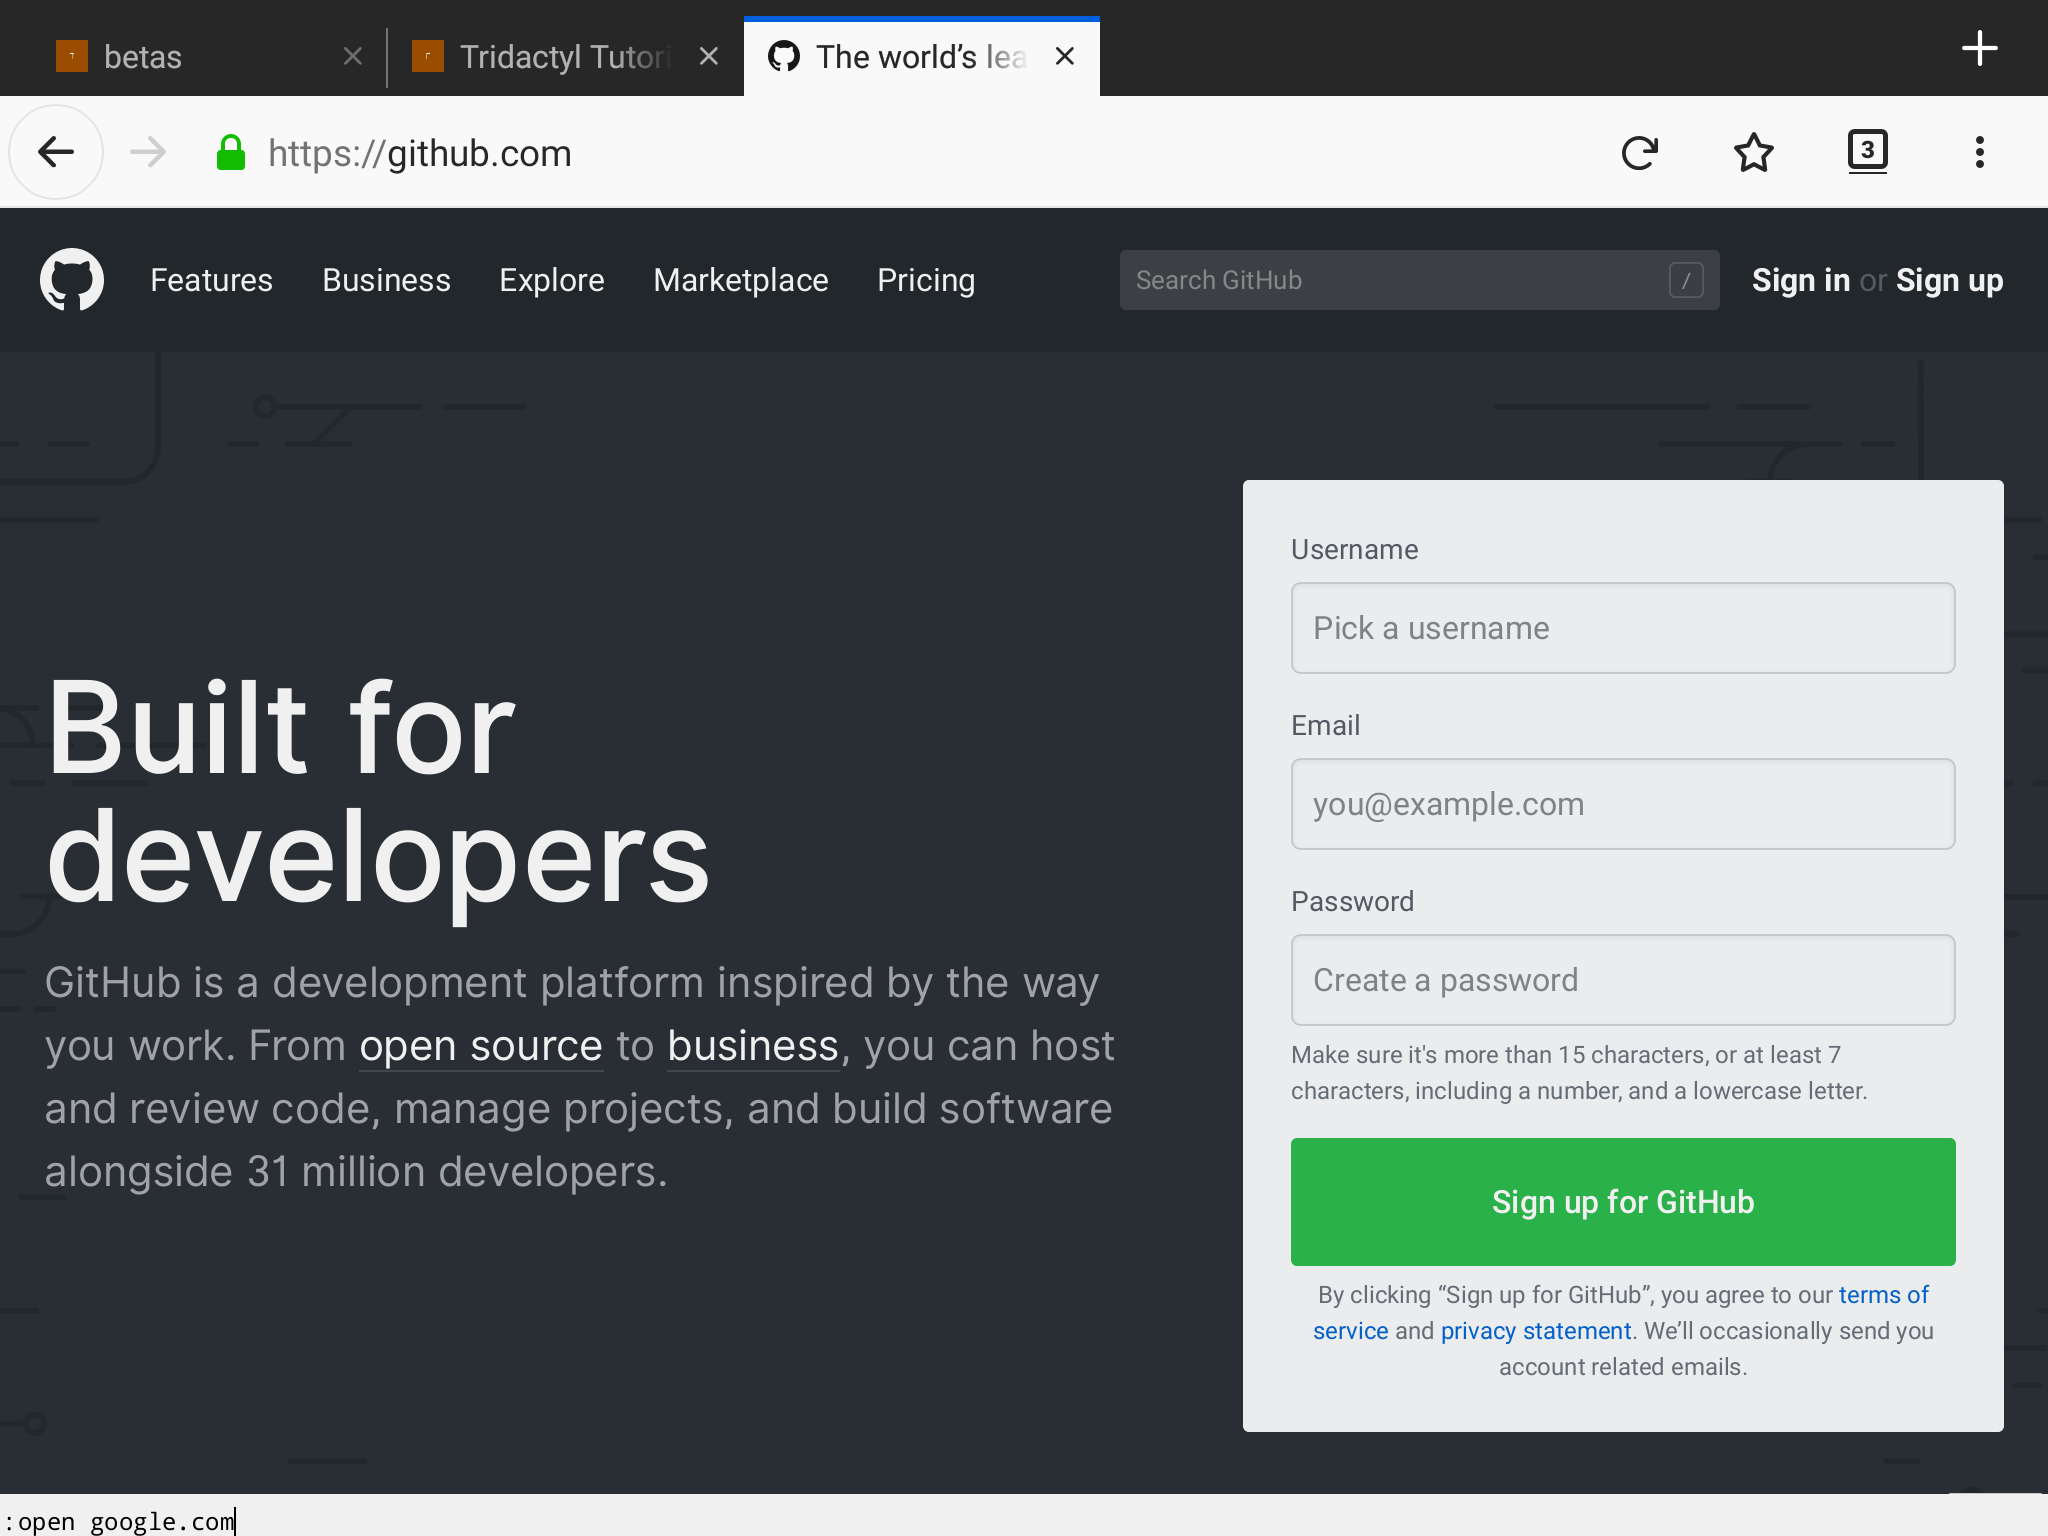 betas
Tridactyl Tutori
The world’s lea
https://github.com
3
Features Business Explore Marketplace Pricing
Search GitHub /
Sign in or Sign up
Built for
developers
GitHub is a development platform inspired by the way
you work. From open source to business, you can host
and review code, manage projects, and build software
alongside 31 million developers.
Username
Pick a username
Email
you@example.com
Password
Create a password
Make sure it's more than 15 characters, or at least 7
characters, including a number, and a lowercase letter.
Sign up for GitHub
By clicking “Sign up for GitHub”, you agree to our terms of
service and privacy statement. We’ll occasionally send you
account related emails.
:open google.com